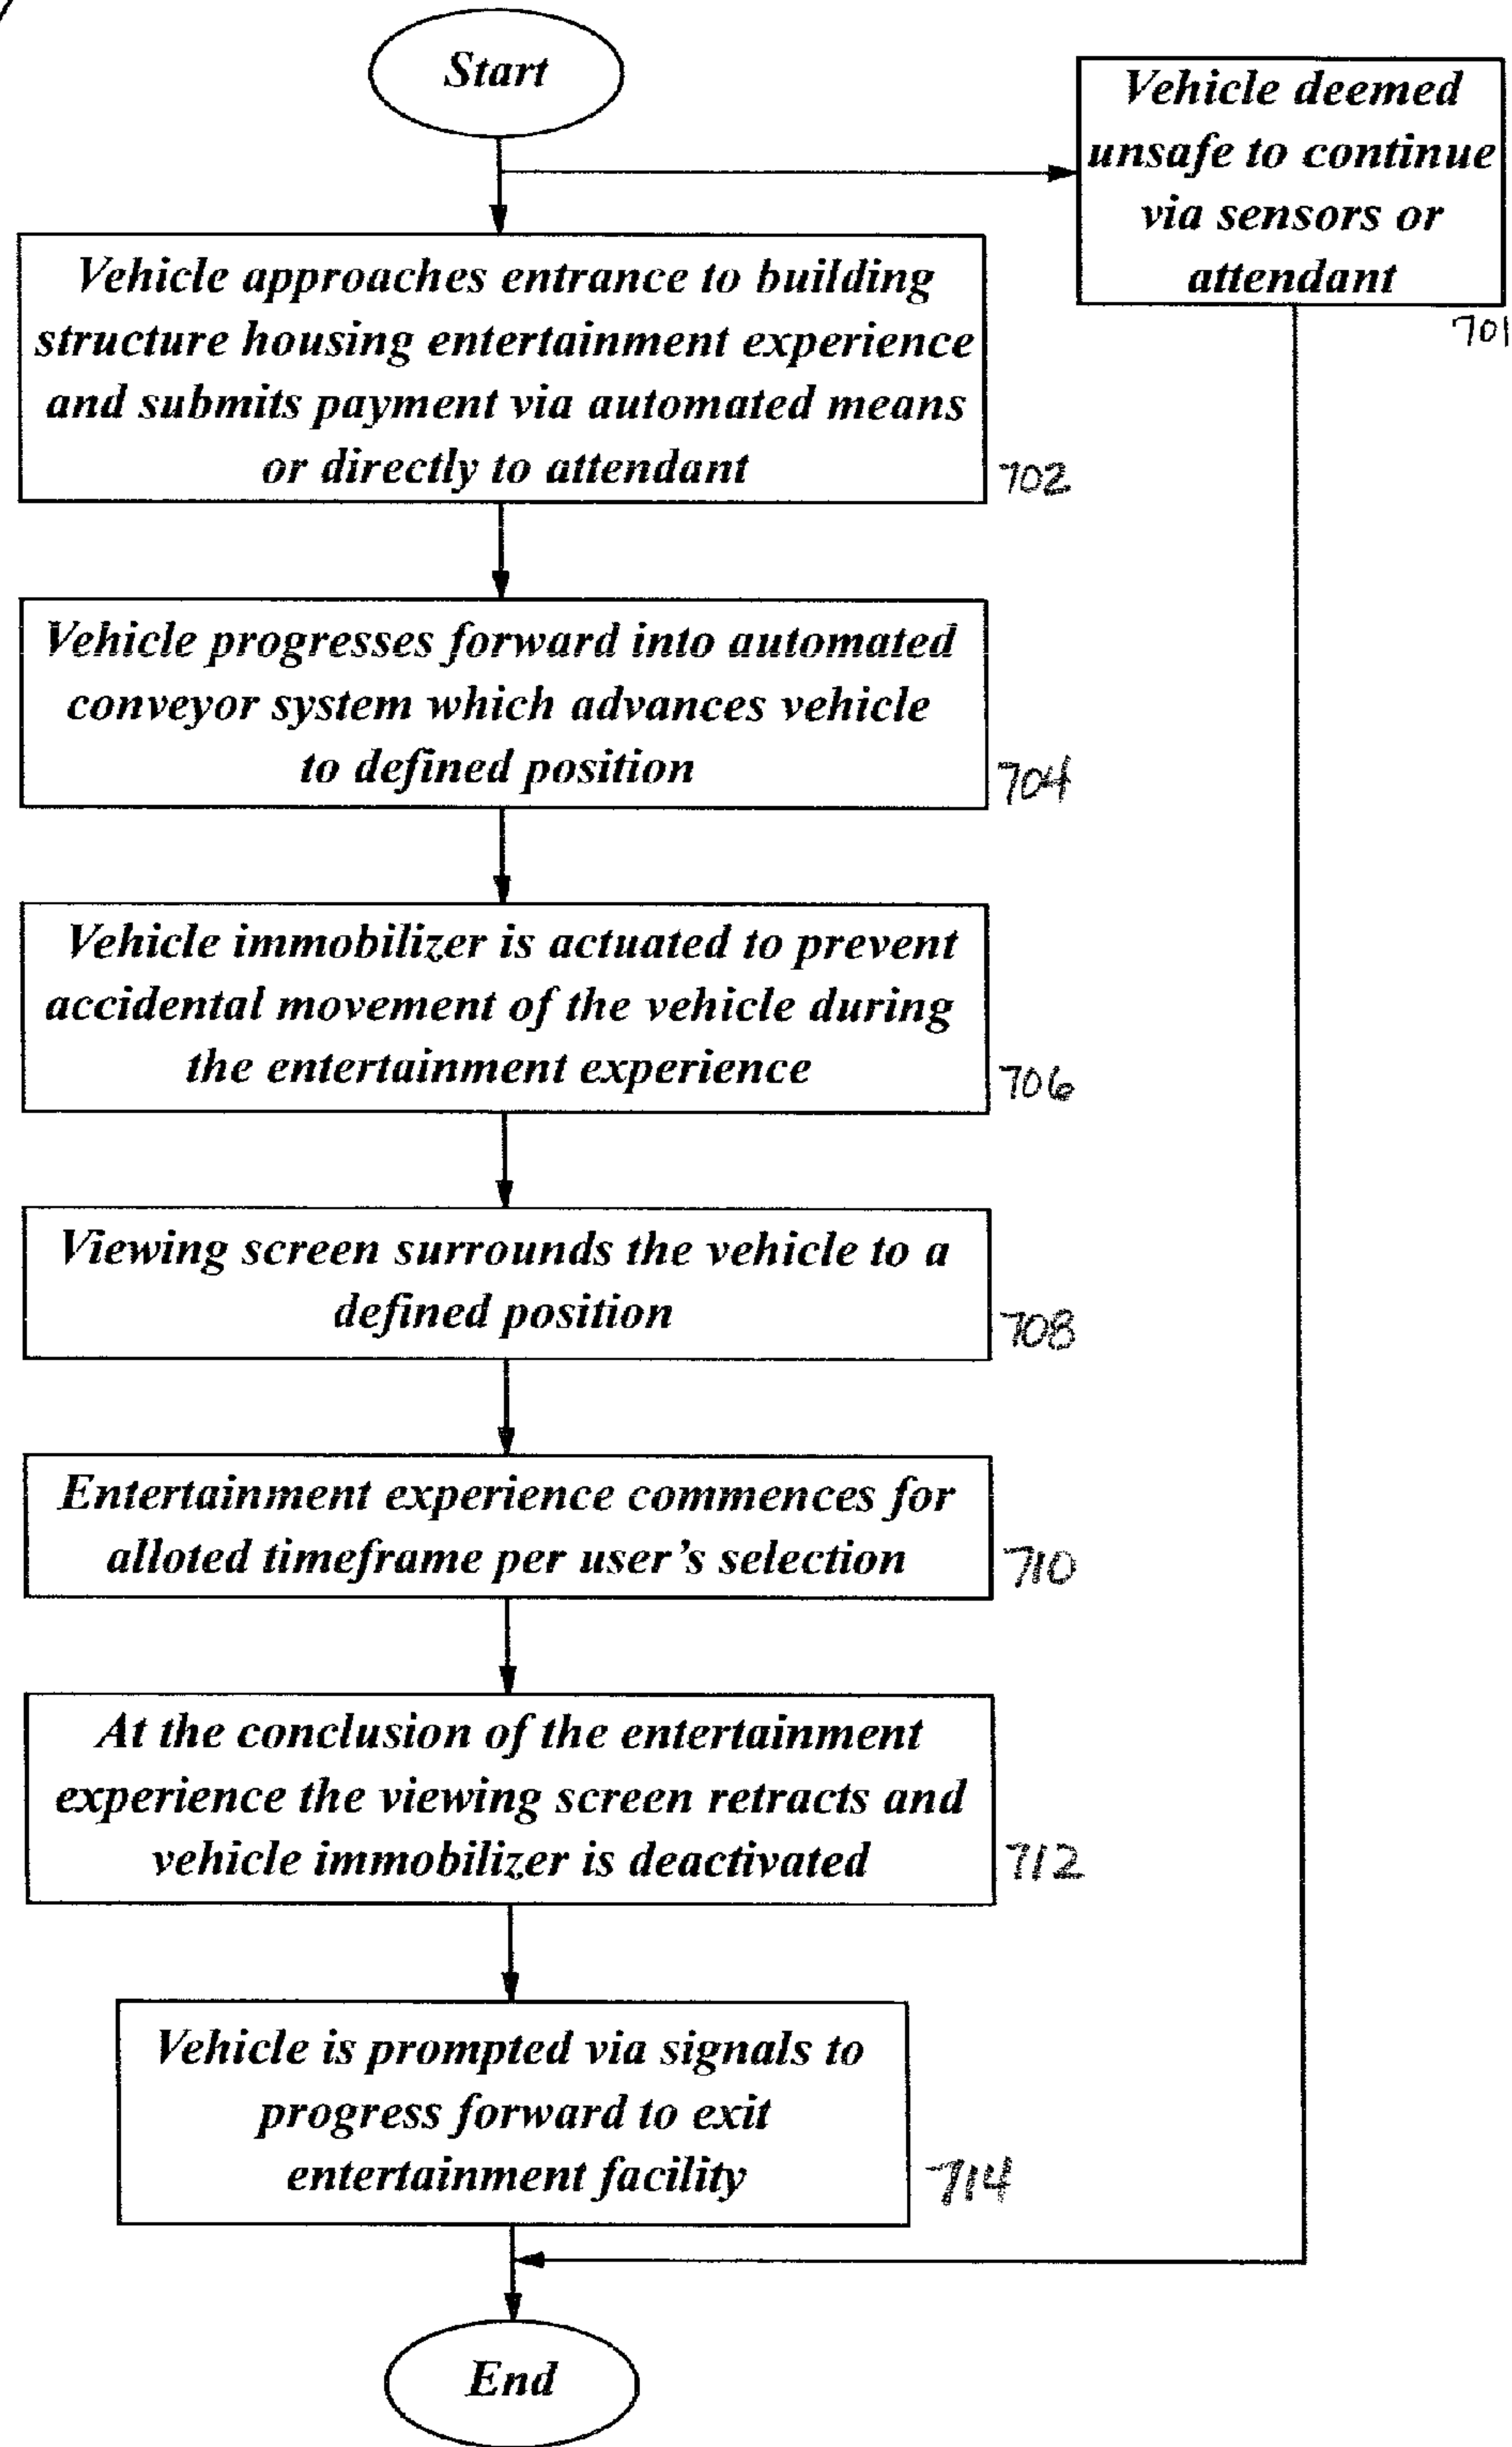 Start
Vehicle deemed
unsafe to continue
via sensors or
attendant
701
Vehicle approaches entrance to building
structure housing entertainment experience
and submits payment via automated means
or directly to attendant
702
Vehicle progresses forward into automated
conveyor system which advances vehicle
to defined position
704
Vehicle immobilizer is actuated to prevent
accidental movement of the vehicle during
the entertainment experience
706
Viewing screen surrounds the vehicle to a
defined position
708
Entertainment experience commences for
alloted timeframe per user's selection
710
At the conclusion of the entertainment
experience the viewing screen retracts and
vehicle immobilizer is deactivated
712
Vehicle is prompted via signals to
progress forward to exit
entertainment facility
714
End